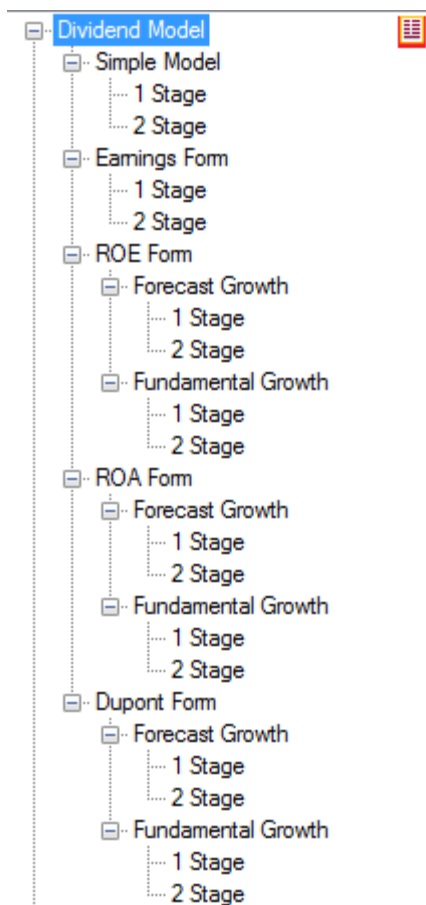 Dividend Model
Simple Model
1 Stage
2 Stage
Earnings Form
1 Stage
2 Stage
ROE Form
Forecast Growth
1 Stage
2 Stage
Fundamental Growth
1 Stage
2 Stage
ROA Form
Forecast Growth
1 Stage
2 Stage
Fundamental Growth
1 Stage
2 Stage
Dupont Form
Forecast Growth
1 Stage
2 Stage
Fundamental Growth
1 Stage
2 Stage